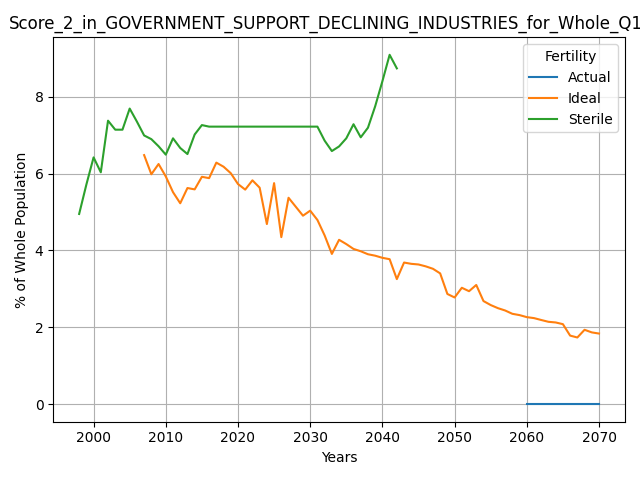 Score_2_in_GOVERNMENT_SUPPORT_DECLINING_INDUSTRIES_for_Whole_Q1
Fertility
Actual
Ideal
Sterile
% of Whole Population
8
6
4
2
0
2000 2010 2020 2030 2040 2050 2060 2070
Years